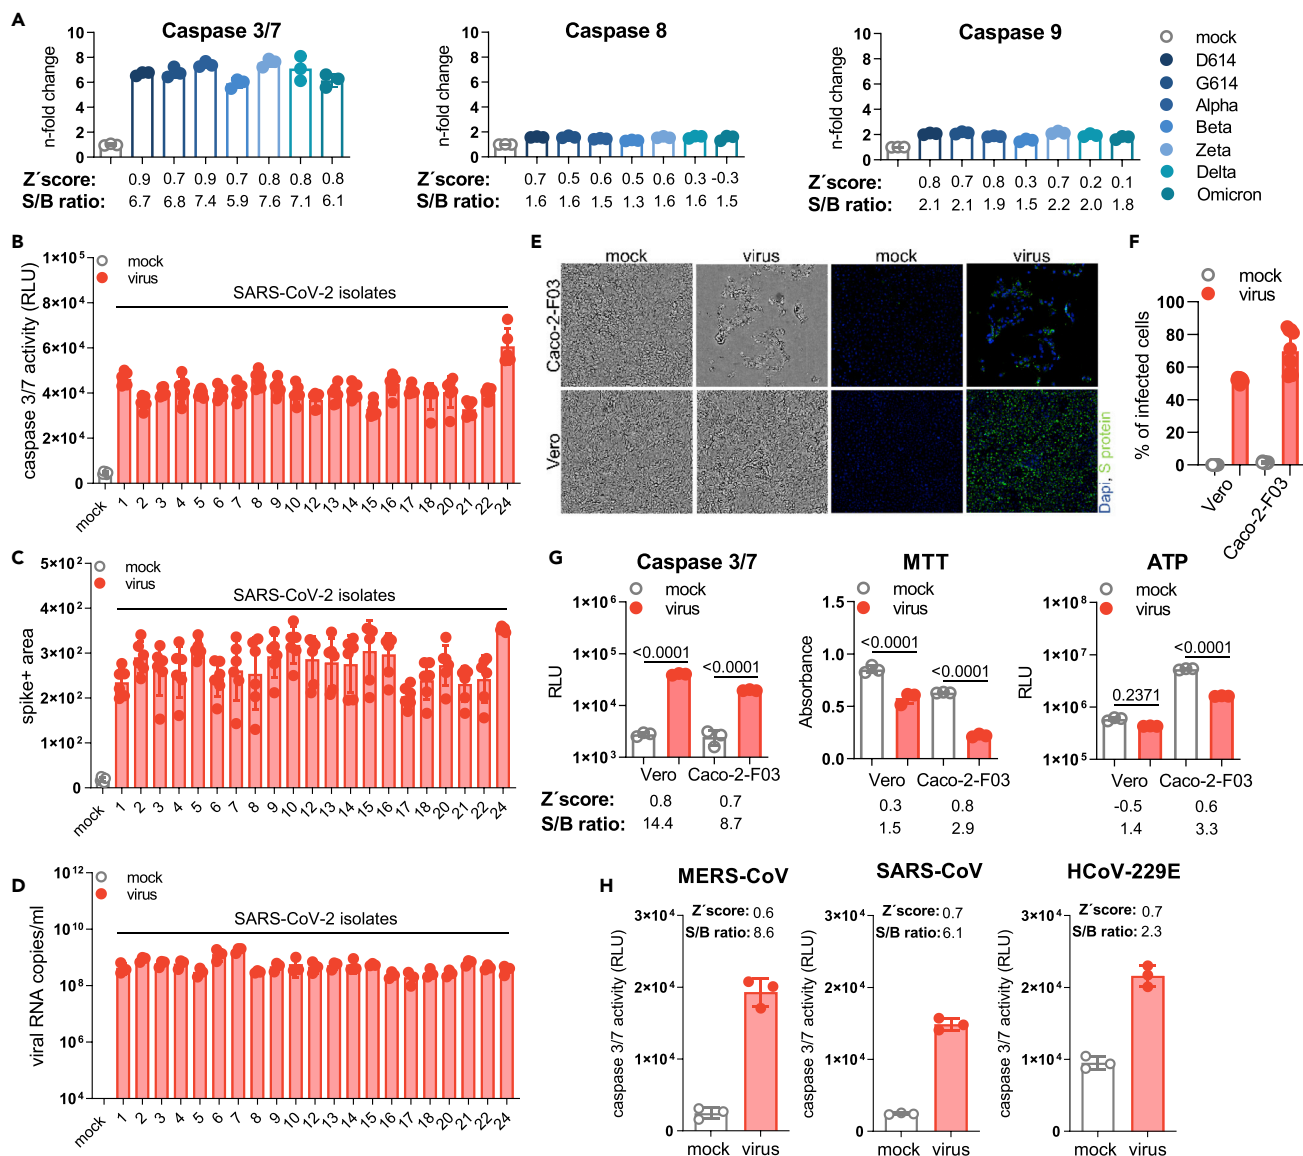 A
Caspase 3/7
n-fold change
10
8
6
4
2
0
Z´score: 0.9 0.7 0.9 0.7 0.8 0.8 0.8
S/B ratio: 6.7 6.8 7.4 5.9 7.6 7.1 6.1
Caspase 8
n-fold change
10
8
6
4
2
0
0.7 0.5 0.6 0.5 0.6 0.3 -0.3
1.6 1.6 1.5 1.3 1.6 1.6 1.5
Z´score:
S/B ratio:
Caspase 9
n-fold change
10
8
6
4
2
0
Z´score: 0.8 0.7 0.8 0.3 0.7 0.2 0.1
S/B ratio: 2.1 2.1 1.9 1.5 2.2 2.0 1.8
mock
D614
G614
Alpha
Beta
Zeta
Delta
Omicron
B
caspase 3/7 activity (RLU)
1×10⁵
8×10⁴
6×10⁴
4×10⁴
2×10⁴
0
mock
virus
SARS-CoV-2 isolates
mock 1 2 3 4 5 6 7 8 9 10 12 13 14 15 16 17 18 20 21 22 24
C
spike+ area
5×10²
4×10²
3×10²
2×10²
1×10²
0
mock
virus
SARS-CoV-2 isolates
mock 1 2 3 4 5 6 7 8 9 10 12 13 14 15 16 17 18 20 21 22 24
D
viral RNA copies/ml
10¹²
10¹⁰
10⁸
10⁶
10⁴
mock
virus
SARS-CoV-2 isolates
mock 1 2 3 4 5 6 7 8 9 10 12 13 14 15 16 17 18 20 21 22 24
E
mock virus mock virus
Caco-2-F03
Vero
Dapi, S protein
F
mock
virus
% of infected cells
100
80
60
40
20
0
Vero
Caco-2-F03
G
Caspase 3/7
mock
virus
RLU
1×10⁶
1×10⁵
1×10⁴
1×10³
<0.0001
<0.0001
Vero Caco-2-F03
Z´score: 0.8 0.7
S/B ratio: 14.4 8.7
MTT
mock
virus
Absorbance
1.5
1.0
0.5
0.0
<0.0001
<0.0001
Vero Caco-2-F03
0.3 0.8
1.5 2.9
ATP
mock
virus
RLU
1×10⁸
1×10⁷
1×10⁶
1×10⁵
<0.0001
0.2371
Vero Caco-2-F03
-0.5 0.6
1.4 3.3
H
MERS-CoV
Z´score: 0.6
S/B ratio: 8.6
caspase 3/7 activity (RLU)
3×10⁴
2×10⁴
1×10⁴
0
mock virus
SARS-CoV
Z´score: 0.7
S/B ratio: 6.1
caspase 3/7 activity (RLU)
3×10⁴
2×10⁴
1×10⁴
0
mock virus
HCoV-229E
Z´score: 0.7
S/B ratio: 2.3
caspase 3/7 activity (RLU)
3×10⁴
2×10⁴
1×10⁴
0
mock virus